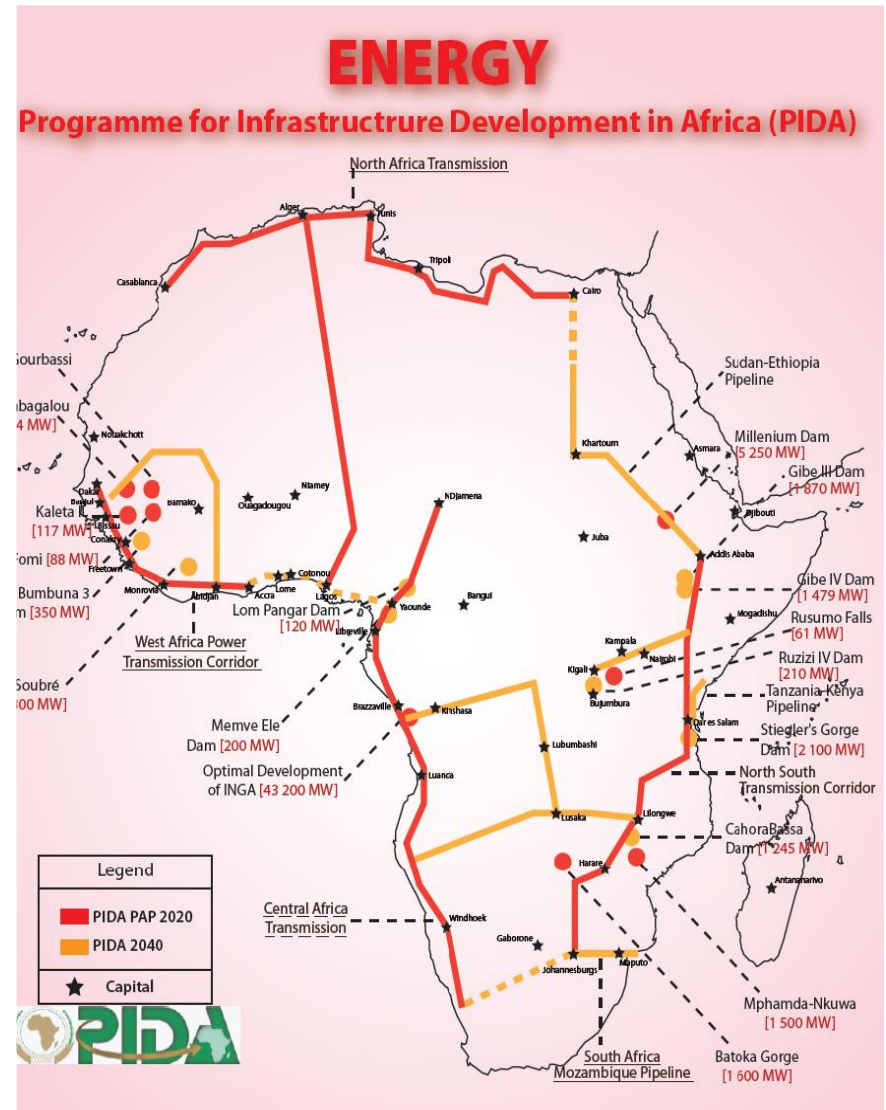 ENERGY
Programme for Infrastructrure Development in Africa (PIDA)
North Africa Transmission
Alger
Tunis
Tripoli
Casablanca
Cairo
Sudan-Ethiopia
Pipeline
Millenium Dam
[5 250 MW]
Gibe III Dam
[1 870 MW]
Nouakchott
Khartoum
Asmara
Djibouti
Dakar
Kaleta II
[117 MW]
Bissau
Bamako
Ouagadougou
Niamey
NDjamena
Juba
Addis Ababa
Conakry
Fomi [88 MW]
Freetown
Bumbuna 3
[350 MW]
Monrovia
Abidjan
Accra
Lome
Cotonou
Lagos
Lom Pangar Dam
[120 MW]
Yaounde
Bangui
Libreville
Gibe IV Dam
[1 479 MW]
Mogadishu
Rusumo Falls
[61 MW]
Kampala
Nairobi
Kigali
Bujumbura
Ruzizi IV Dam
[210 MW]
Tanzania-Kenya
Pipeline
West Africa Power
Transmission Corridor
Soubré
Brazzaville
Kinshasa
Dar es Salam
Stiegler's Gorge
Dam [2 100 MW]
Memve Ele
Dam [200 MW]
Lubumbashi
Optimal Development
of INGA [43 200 MW]
Luanca
North South
Transmission Corridor
Lusaka
Lilongwe
CahoraBassa
Dam [1 245 MW]
Harare
Antananarivo
Legend
PIDA PAP 2020
PIDA 2040
Capital
Central Africa
Transmission
Windhoek
Gaborone
Johannesburgs
Maputo
Mphamda-Nkuwa
[1 500 MW]
South Africa
Mozambique Pipeline
Batoka Gorge
[1 600 MW]
PIDA